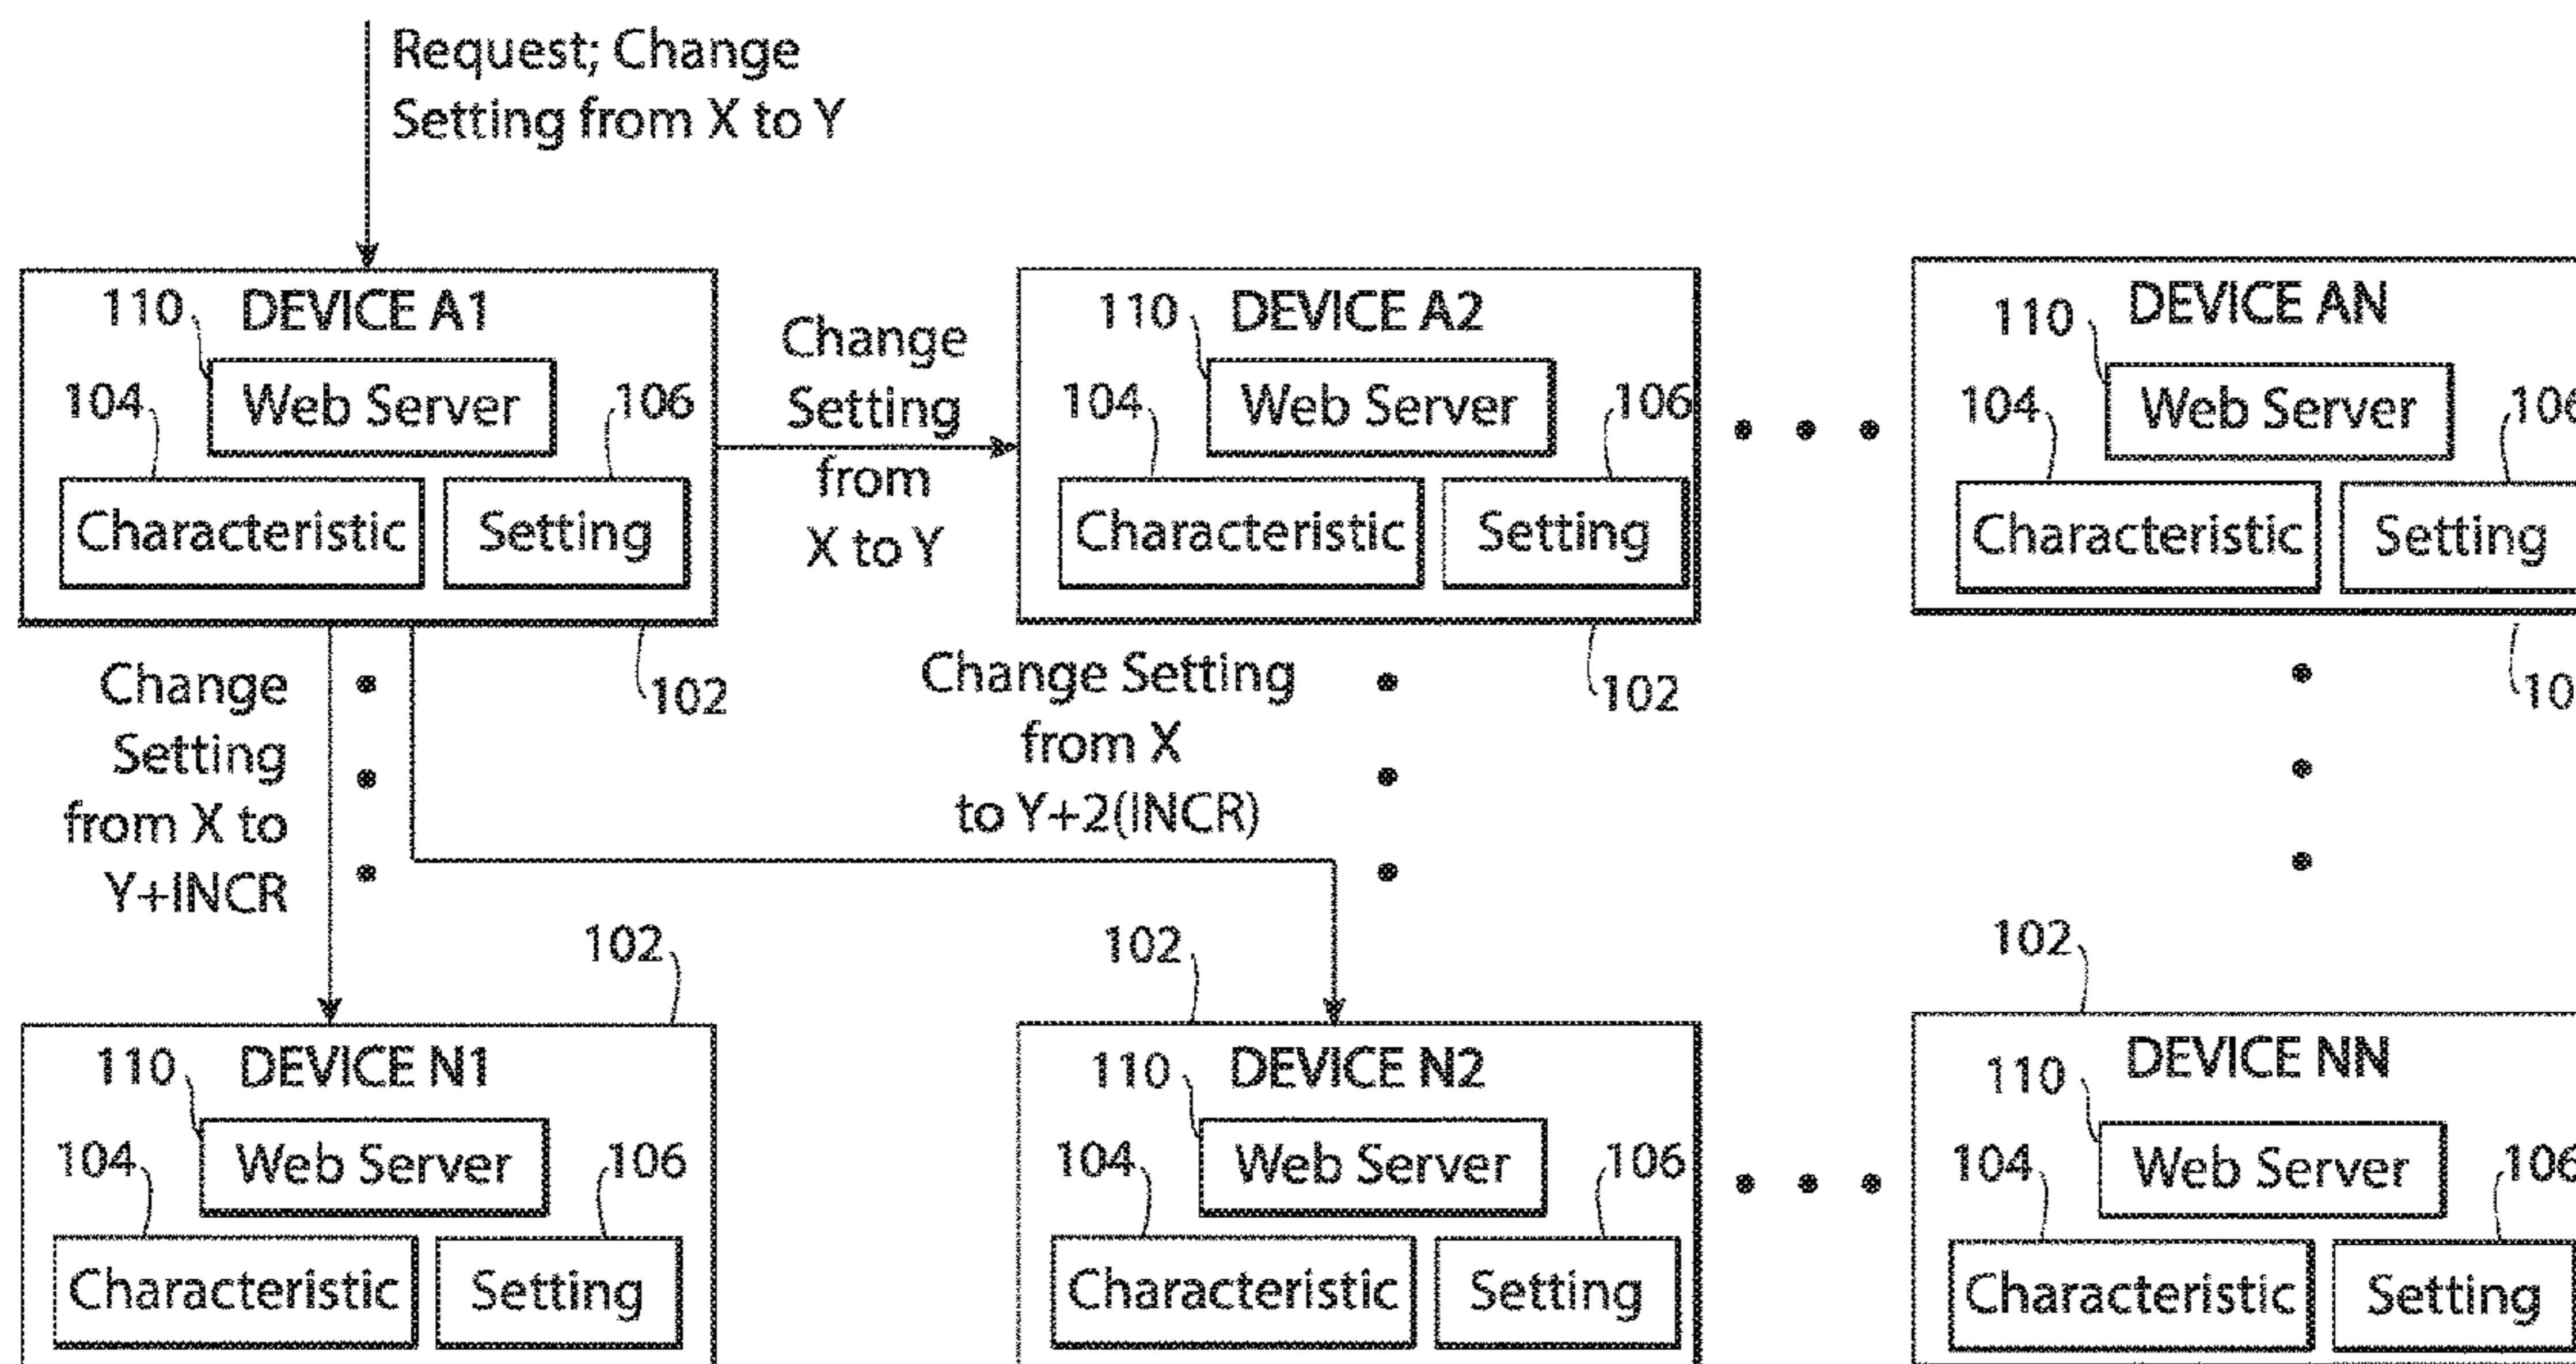 Request; Change
Setting from X to Y
110 DEVICE A1
Web Server
104
106
Characteristic
Setting
102
Change
Setting
from
X to Y
110 DEVICE A2
Web Server
104
106
Characteristic
Setting
102
110 DEVICE AN
Web Server
104
Characteristic
Setting
Change
Setting
from X to
Y+INCR
Change Setting
from X
to Y+2(INCR)
102
110 DEVICE N1
Web Server
104
106
Characteristic
Setting
102
110 DEVICE N2
Web Server
104
106
Characteristic
Setting
102
110 DEVICE NN
Web Server
104
Characteristic
Setting